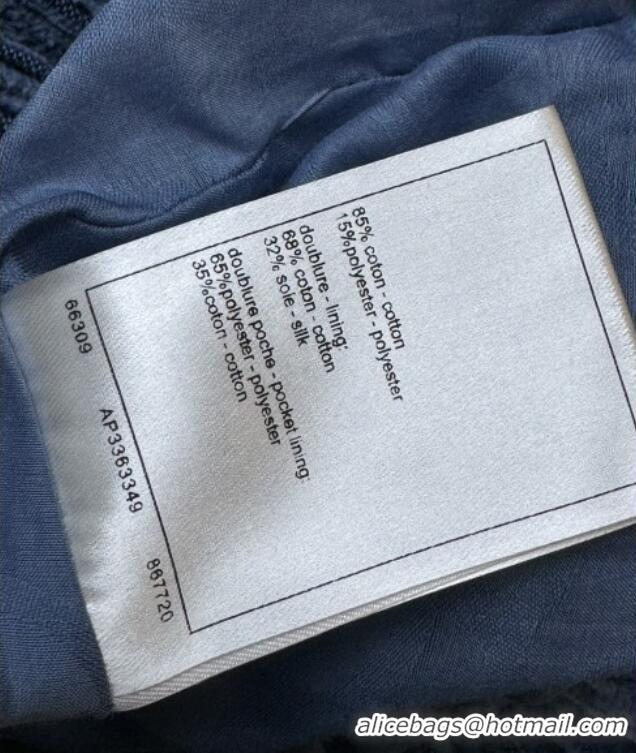 85% coton - cotton
15%polyester - polyester
doublure - lining:
68% coton - cotton
32% soie - silk
doublure poche - pocket lining:
65%polyester - polyester
35%coton - cotton
66309
AP3363349
867720
alicebags@hotmail.com